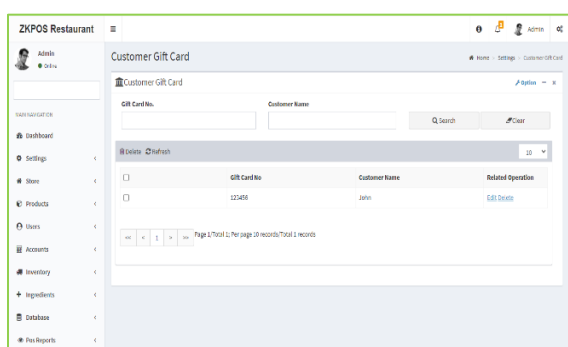 ZKPOS Restaurant
Admin
Admin
Online
Customer Gift Card
Home
Settings
Customer Gift Card
Customer Gift Card
Option
Gift Card No.
Customer Name
Search
Clear
MAIN NAVIGATION
Dashboard
Settings
Store
Products
Users
Accounts
Inventory
Ingredients
Database
Pos Reports
Delete Refresh
10
Gift Card No Customer Name Related Operation
123456 John Edit Delete
<< < 1 > >> Page 1/Total 1; Per page 10 records/Total 1 records